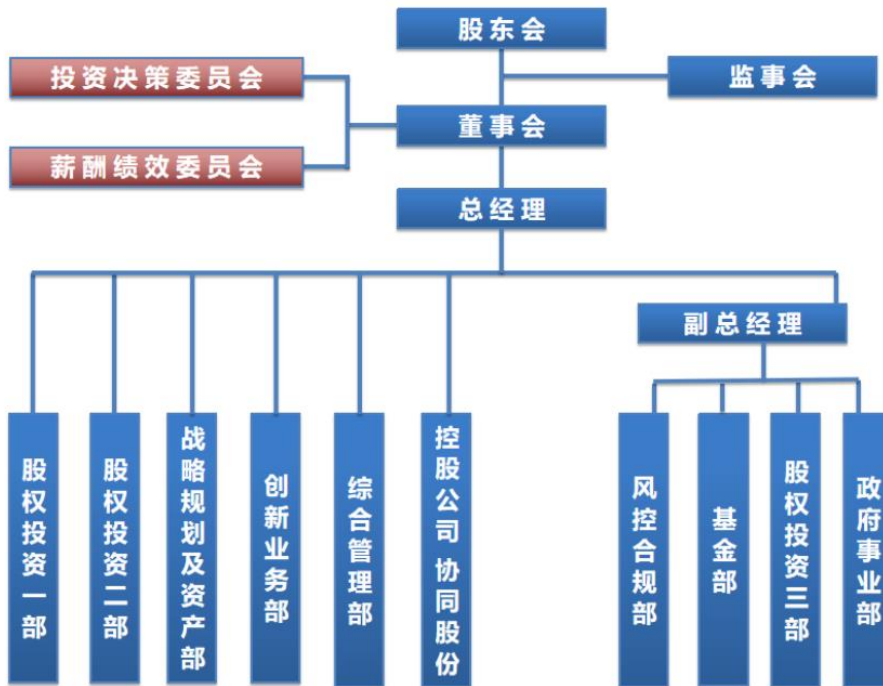 股东会
投资决策委员会
监事会
董事会
薪酬绩效委员会
总经理
副总经理
股权投资一部
股权投资二部
战略规划及资产部
创新业务部
综合管理部
控股公司 协同股份
风控合规部
基金部
股权投资三部
政府事业部